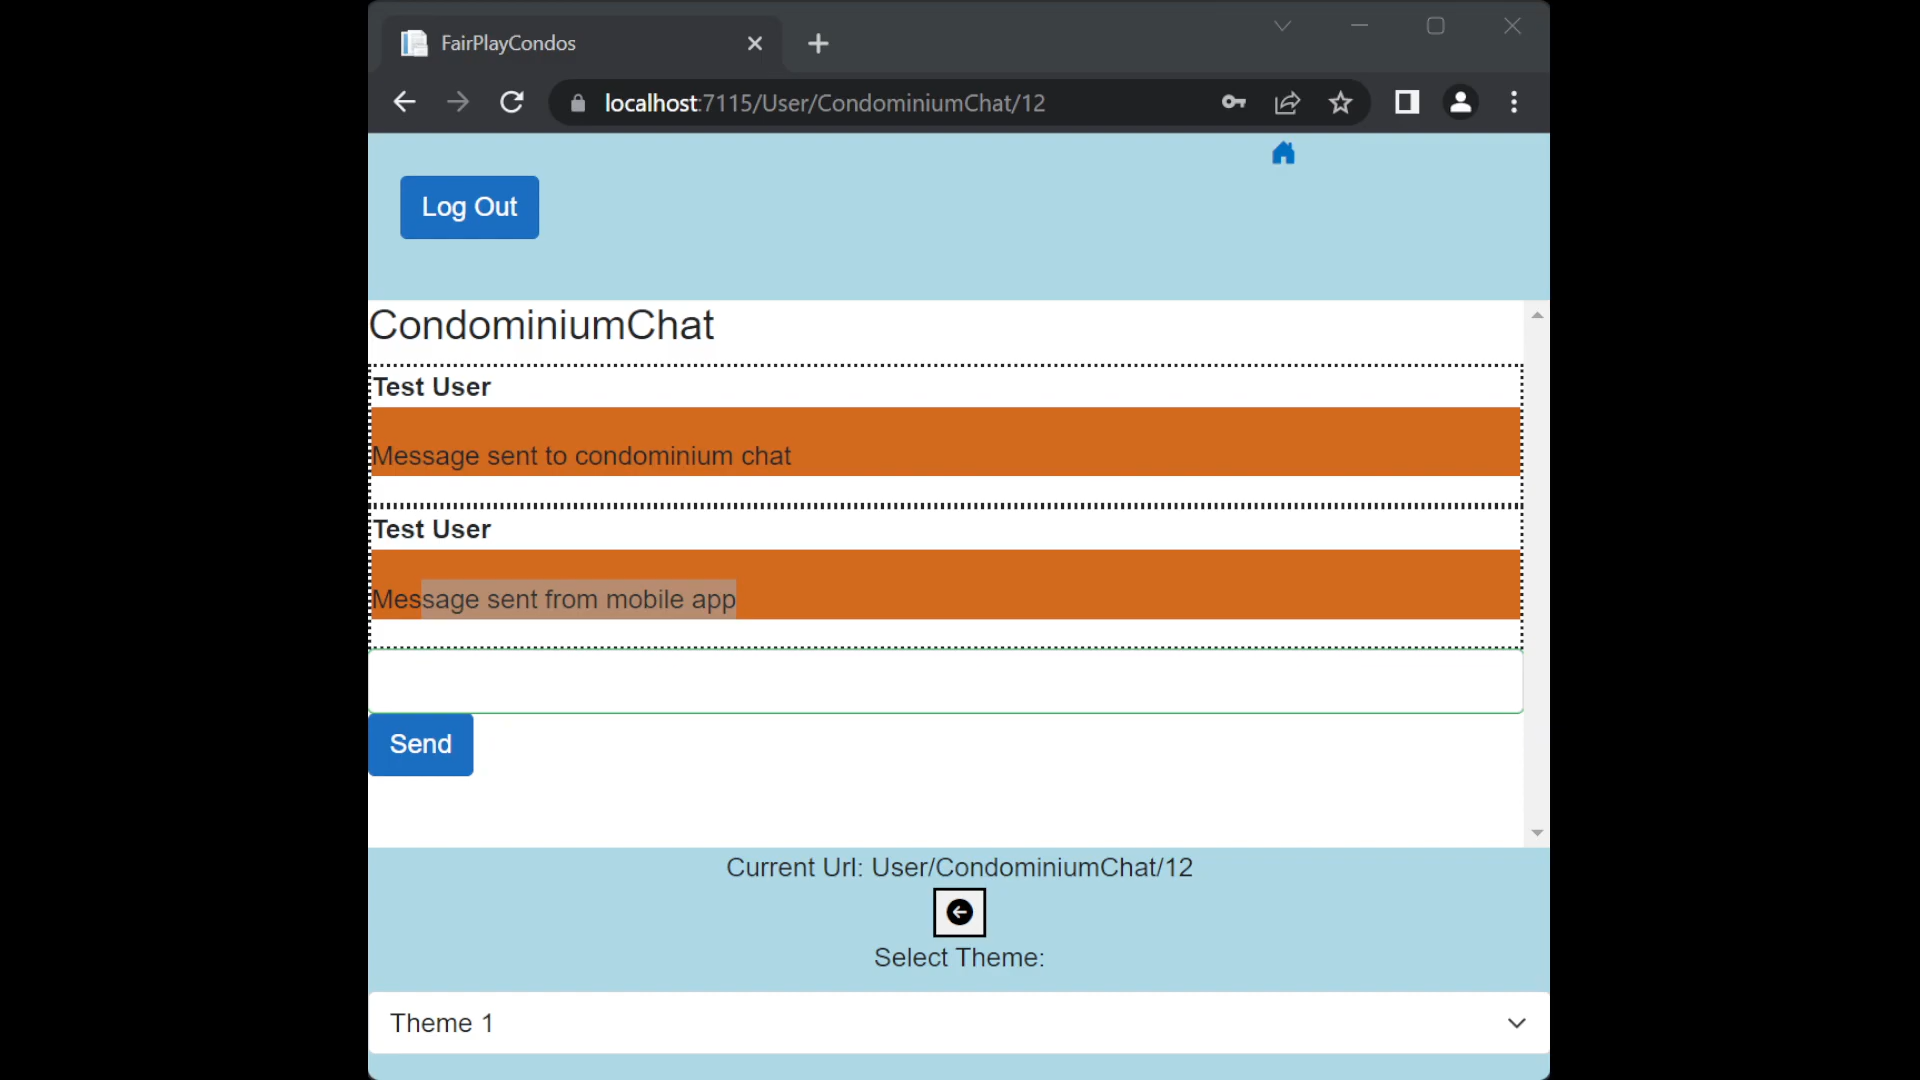 FairPlayCondos
localhost:7115/User/CondominiumChat/12
Log Out
CondominiumChat
Test User
Message sent to condominium chat
Test User
Message sent from mobile app
Send
Current Url: User/CondominiumChat/12
Select Theme:
Theme 1